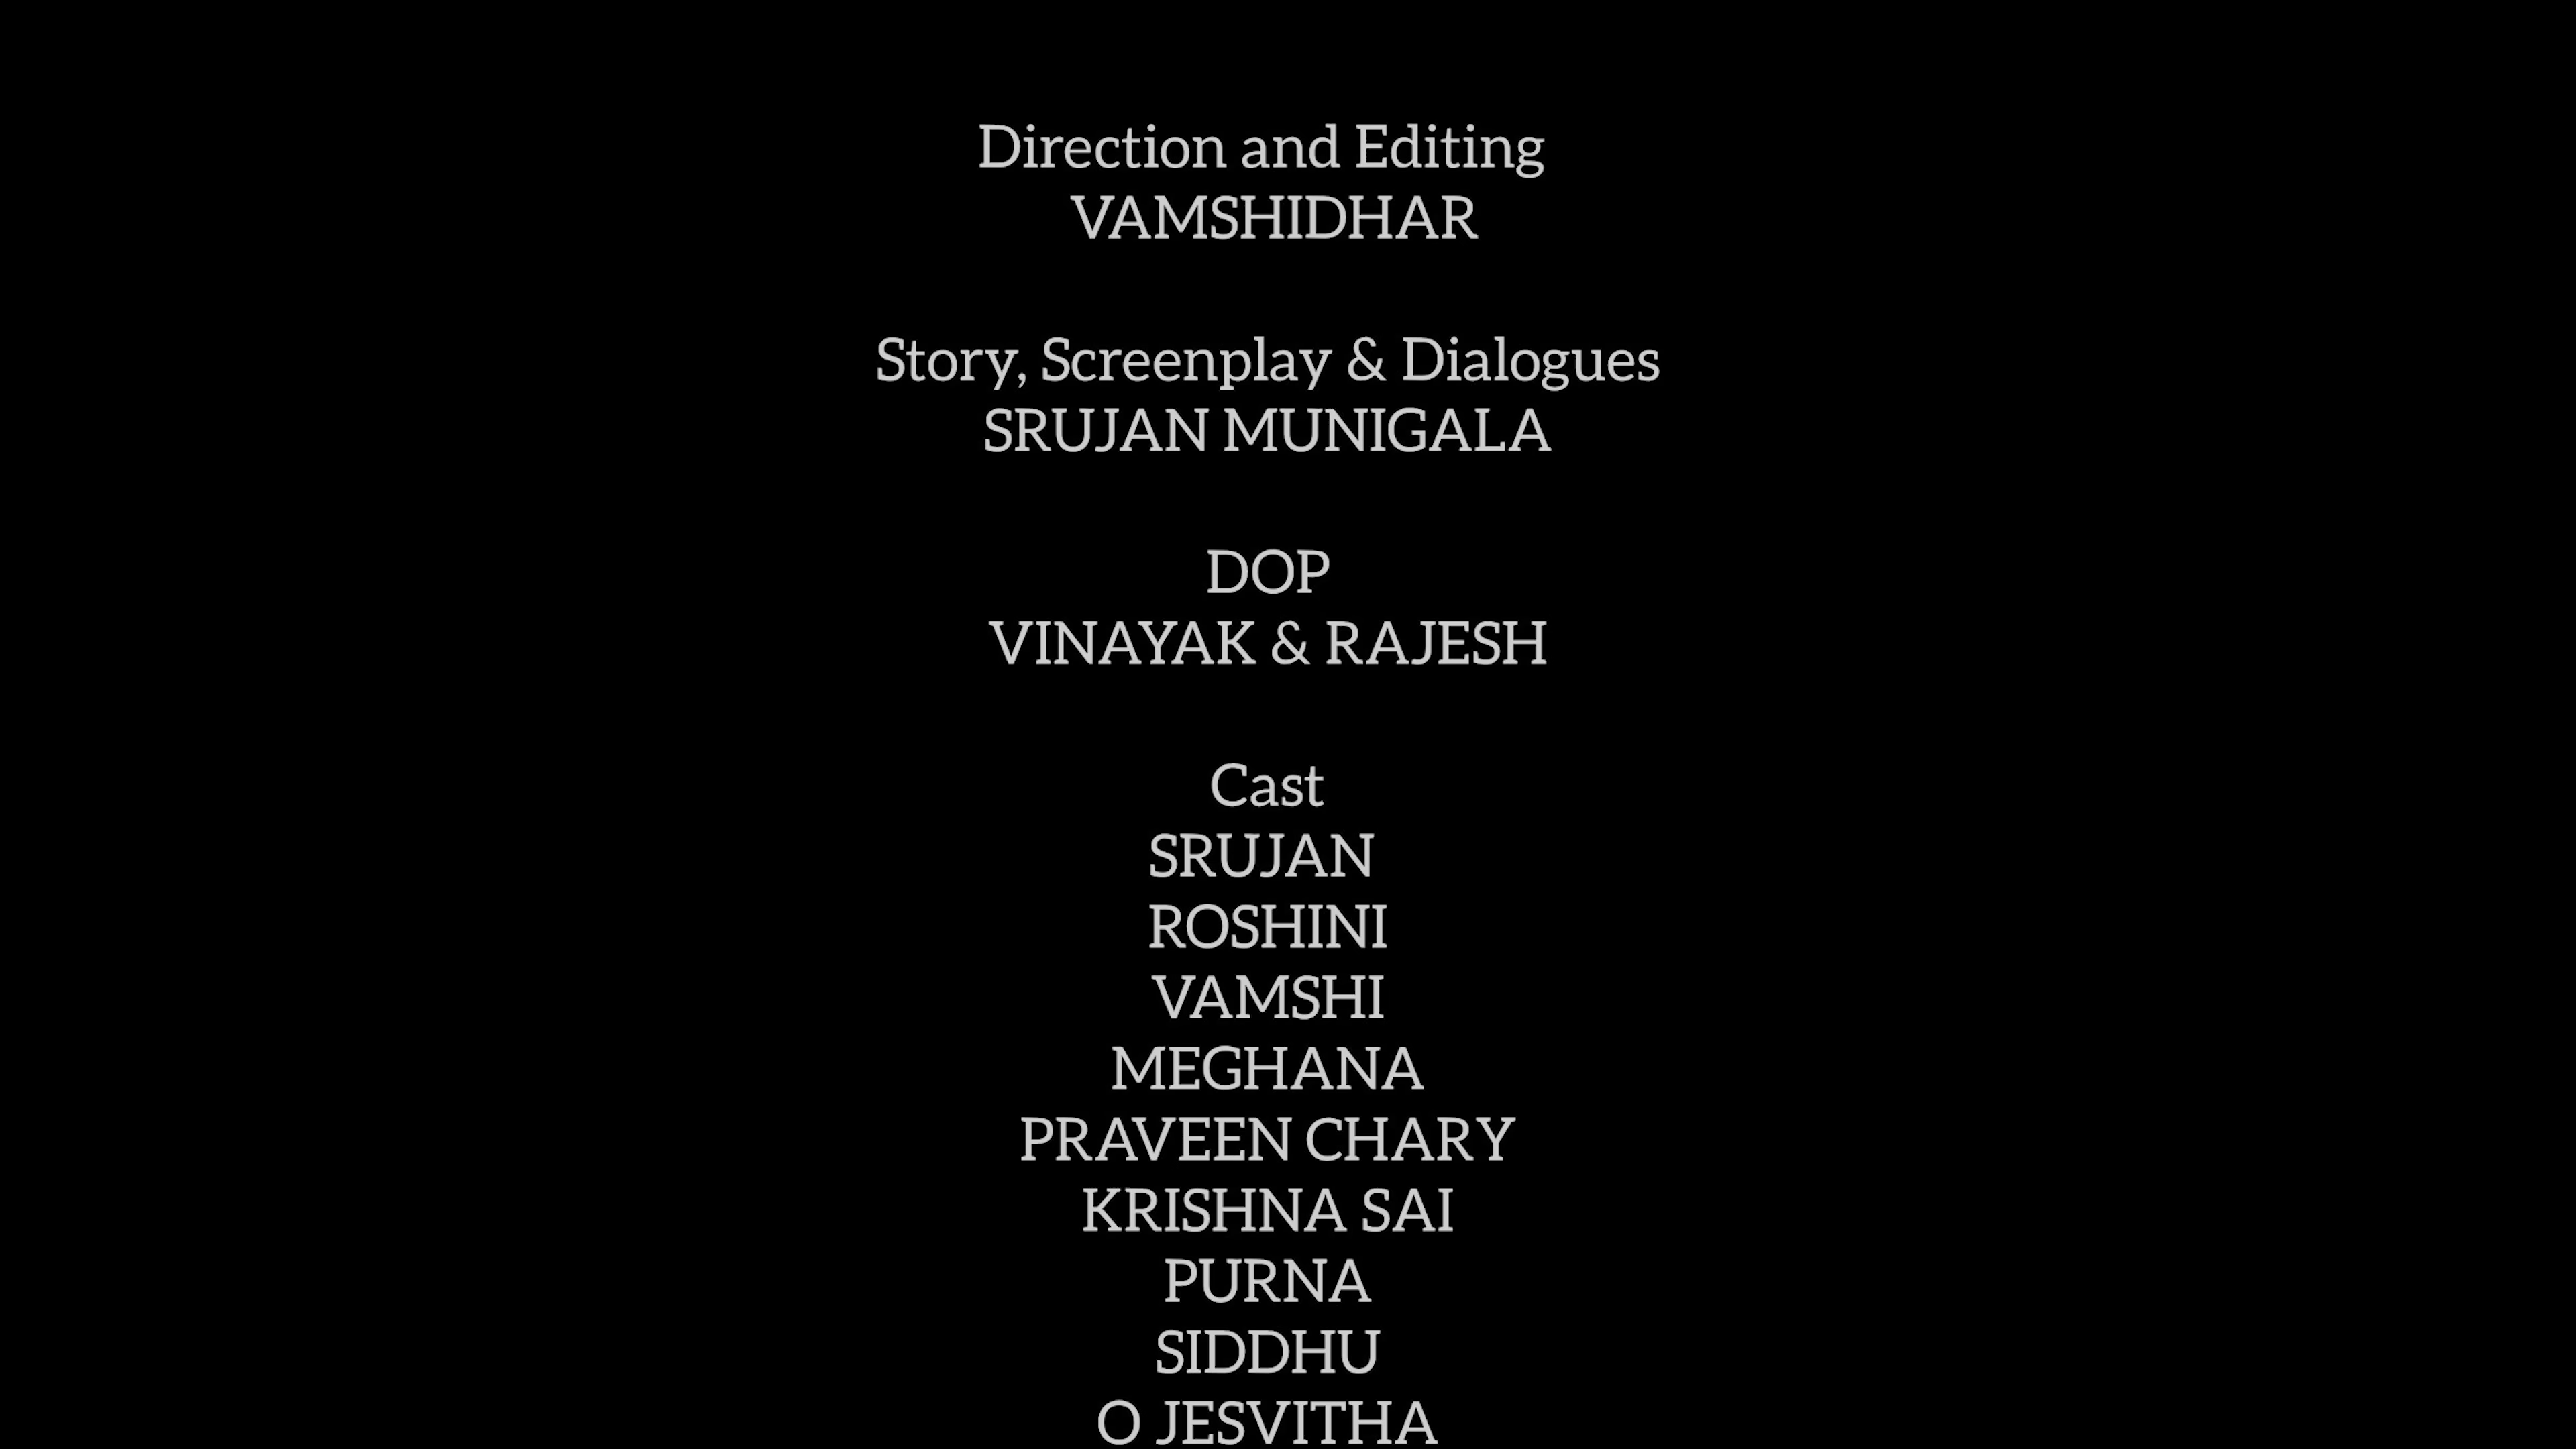 Direction and Editing
VAMSHIDHAR
Story, Screenplay & Dialogues
SRUJAN MUNIGALA
DOP
VINAYAK & RAJESH
Cast
SRUJAN
ROSHINI
VAMSHI
MEGHANA
PRAVEEN CHARY
KRISHNA SAI
PURNA
SIDDHU
O JESVITHA